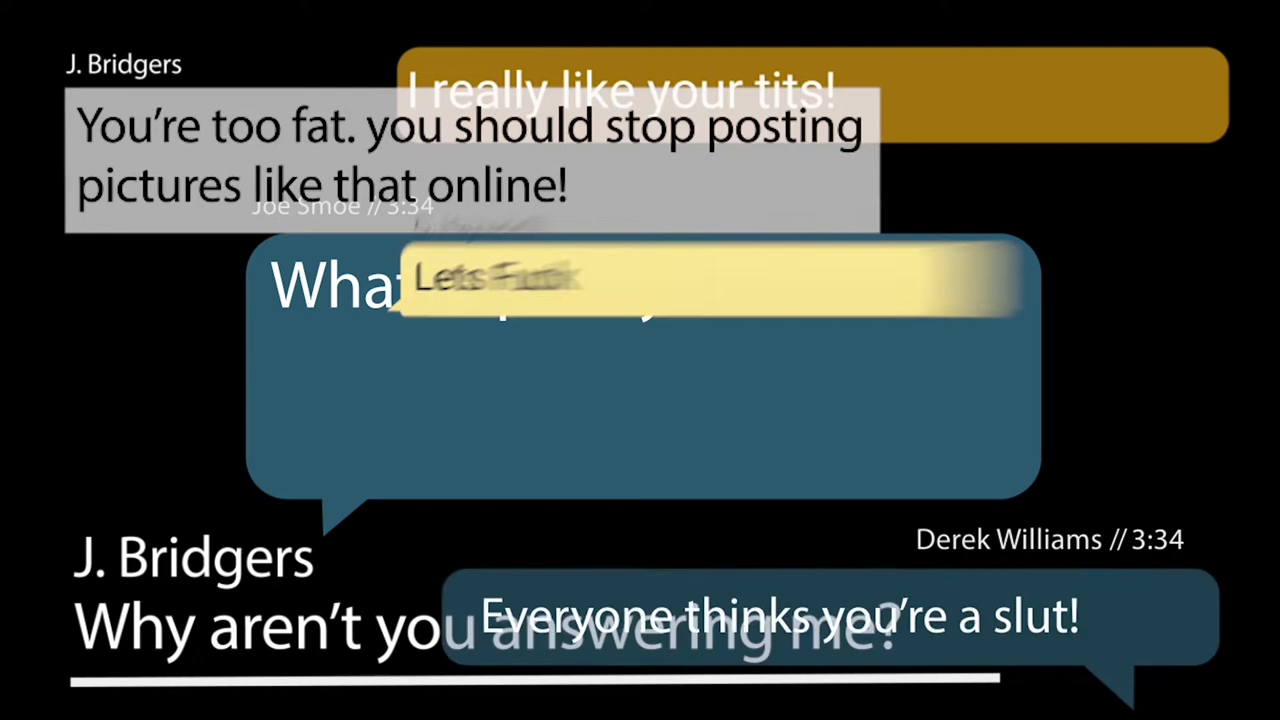 J. Bridgers
I really like your tits!
You're too fat. you should stop posting
pictures like that online!
Joe Smoe // 3:34
Lets Fuck
What
J. Bridgers
Why aren't you answering me?
Derek Williams // 3:34
Everyone thinks you're a slut!